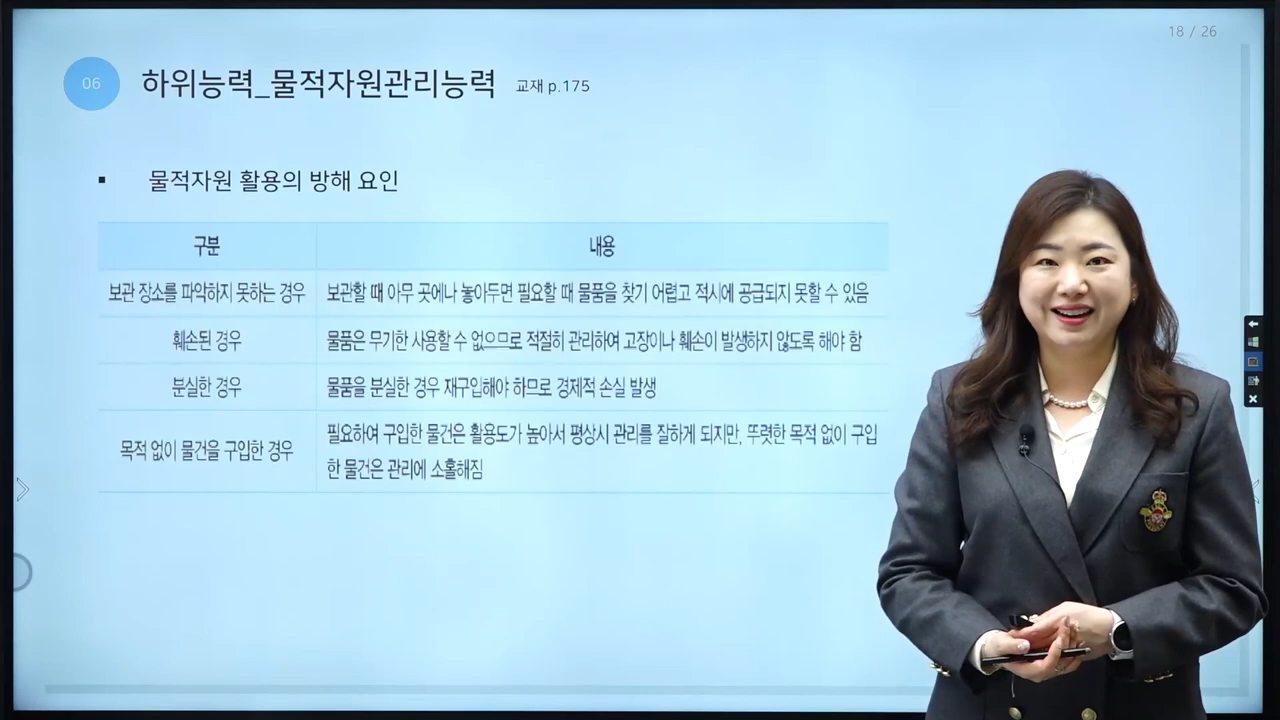 18 / 26
06
하위능력_물적자원관리능력 교재 p.175
물적자원 활용의 방해 요인
구분 내용
보관 장소를 파악하지 못하는 경우 보관할 때 아무 곳에나 놓아두면 필요할 때 물품을 찾기 어렵고 적시에 공급되지 못할 수 있음
훼손된 경우 물품은 무기한 사용할 수 없으므로 적절히 관리하여 고장이나 훼손이 발생하지 않도록 해야 함
분실한 경우 물품을 분실한 경우 재구입해야 하므로 경제적 손실 발생
목적 없이 물건을 구입한 경우 필요하여 구입한 물건은 활용도가 높아서 평상시 관리를 잘하게 되지만, 뚜렷한 목적 없이 구입
한 물건은 관리에 소홀해짐